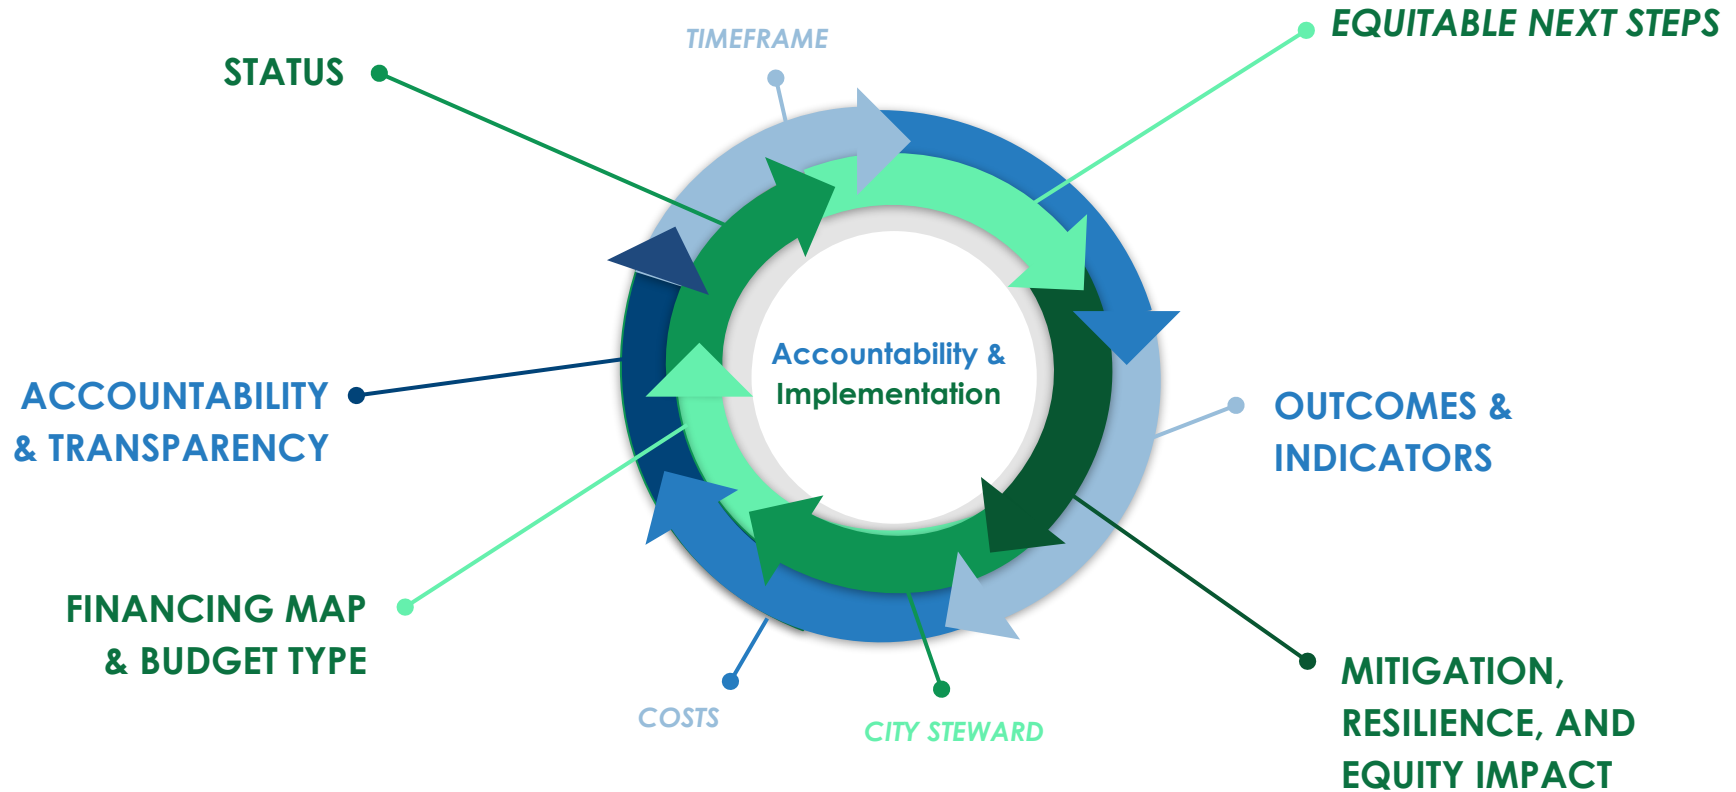 EQUITABLE NEXT STEPS
TIMEFRAME
STATUS
Accountability &
Implementation
ACCOUNTABILITY
& TRANSPARENCY
OUTCOMES &
INDICATORS
FINANCING MAP
& BUDGET TYPE
MITIGATION,
RESILIENCE, AND
EQUITY IMPACT
COSTS
CITY STEWARD